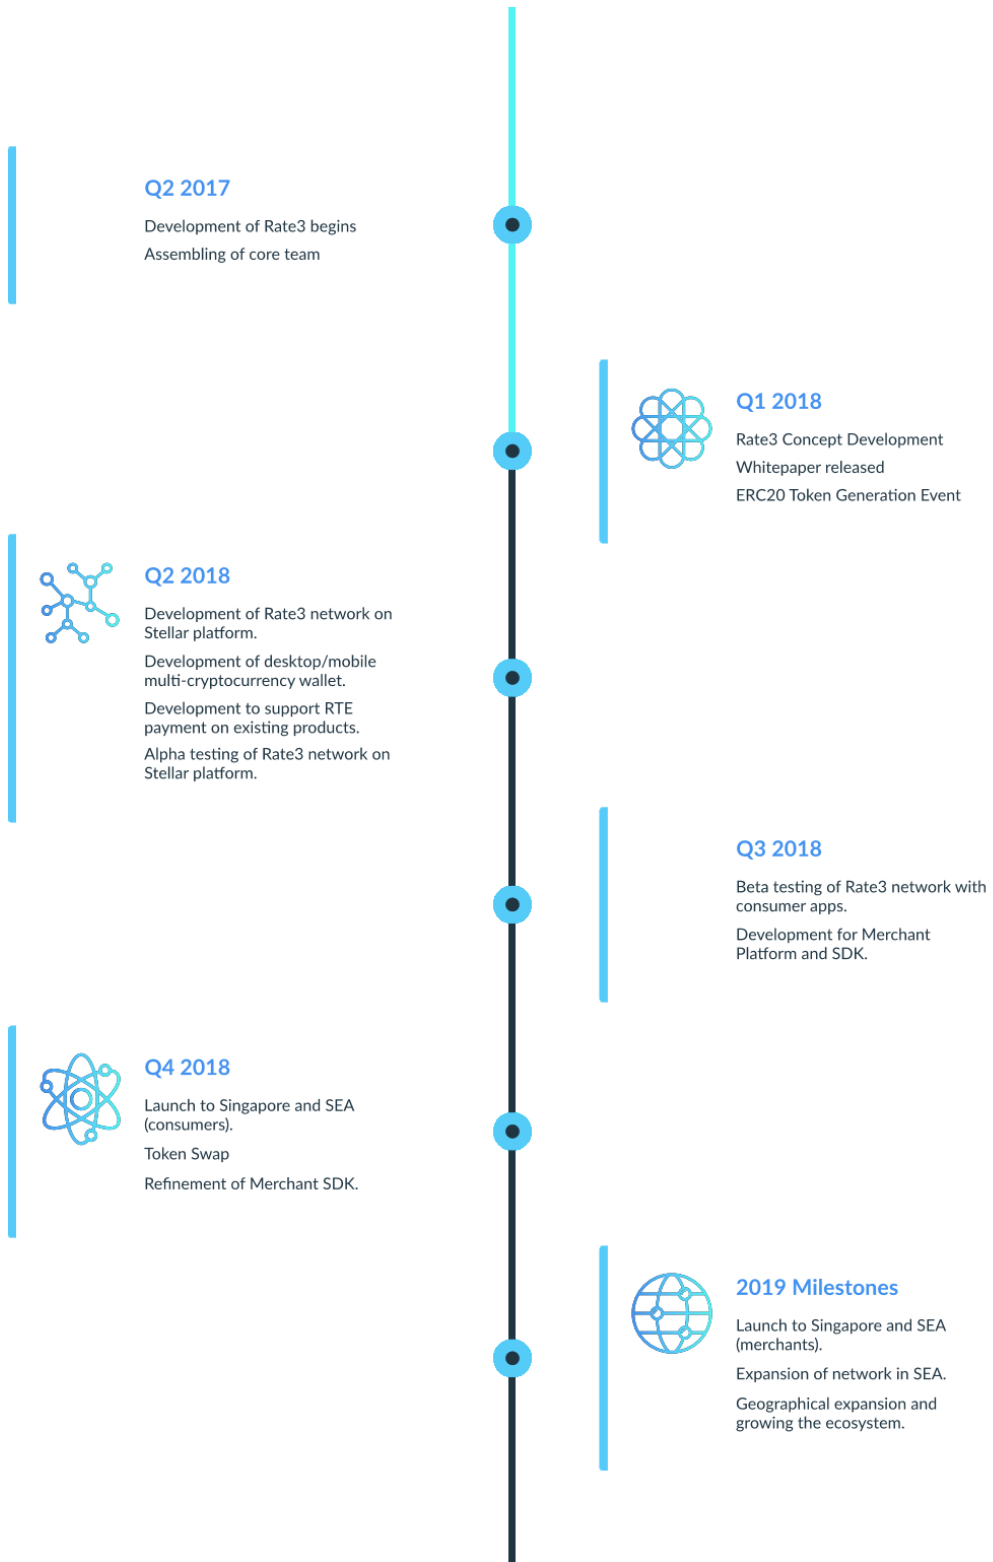 Q2 2017
Development of Rate3 begins
Assembling of core team
Q1 2018
Rate3 Concept Development
Whitepaper released
ERC20 Token Generation Event
Q2 2018
Development of Rate3 network on
Stellar platform.
Development of desktop/mobile
multi-cryptocurrency wallet.
Development to support RTE
payment on existing products.
Alpha testing of Rate3 network on
Stellar platform.
Q3 2018
Beta testing of Rate3 network with
consumer apps.
Development for Merchant
Platform and SDK.
Q4 2018
Launch to Singapore and SEA
(consumers).
Token Swap
Refinement of Merchant SDK.
2019 Milestones
Launch to Singapore and SEA
(merchants).
Expansion of network in SEA.
Geographical expansion and
growing the ecosystem.